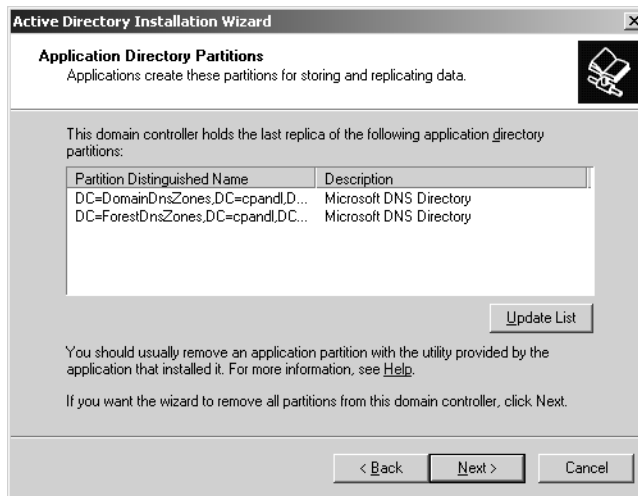 Active Directory Installation Wizard
Application Directory Partitions
Applications create these partitions for storing and replicating data.
This domain controller holds the last replica of the following application directory
partitions:
Partition Distinguished Name Description
DC=DomainDnsZones,DC=cpandl,D... Microsoft DNS Directory
DC=ForestDnsZones,DC=cpandl,DC... Microsoft DNS Directory
Update List
You should usually remove an application partition with the utility provided by the
application that installed it. For more information, see Help.
If you want the wizard to remove all partitions from this domain controller, click Next.
< Back Next > Cancel